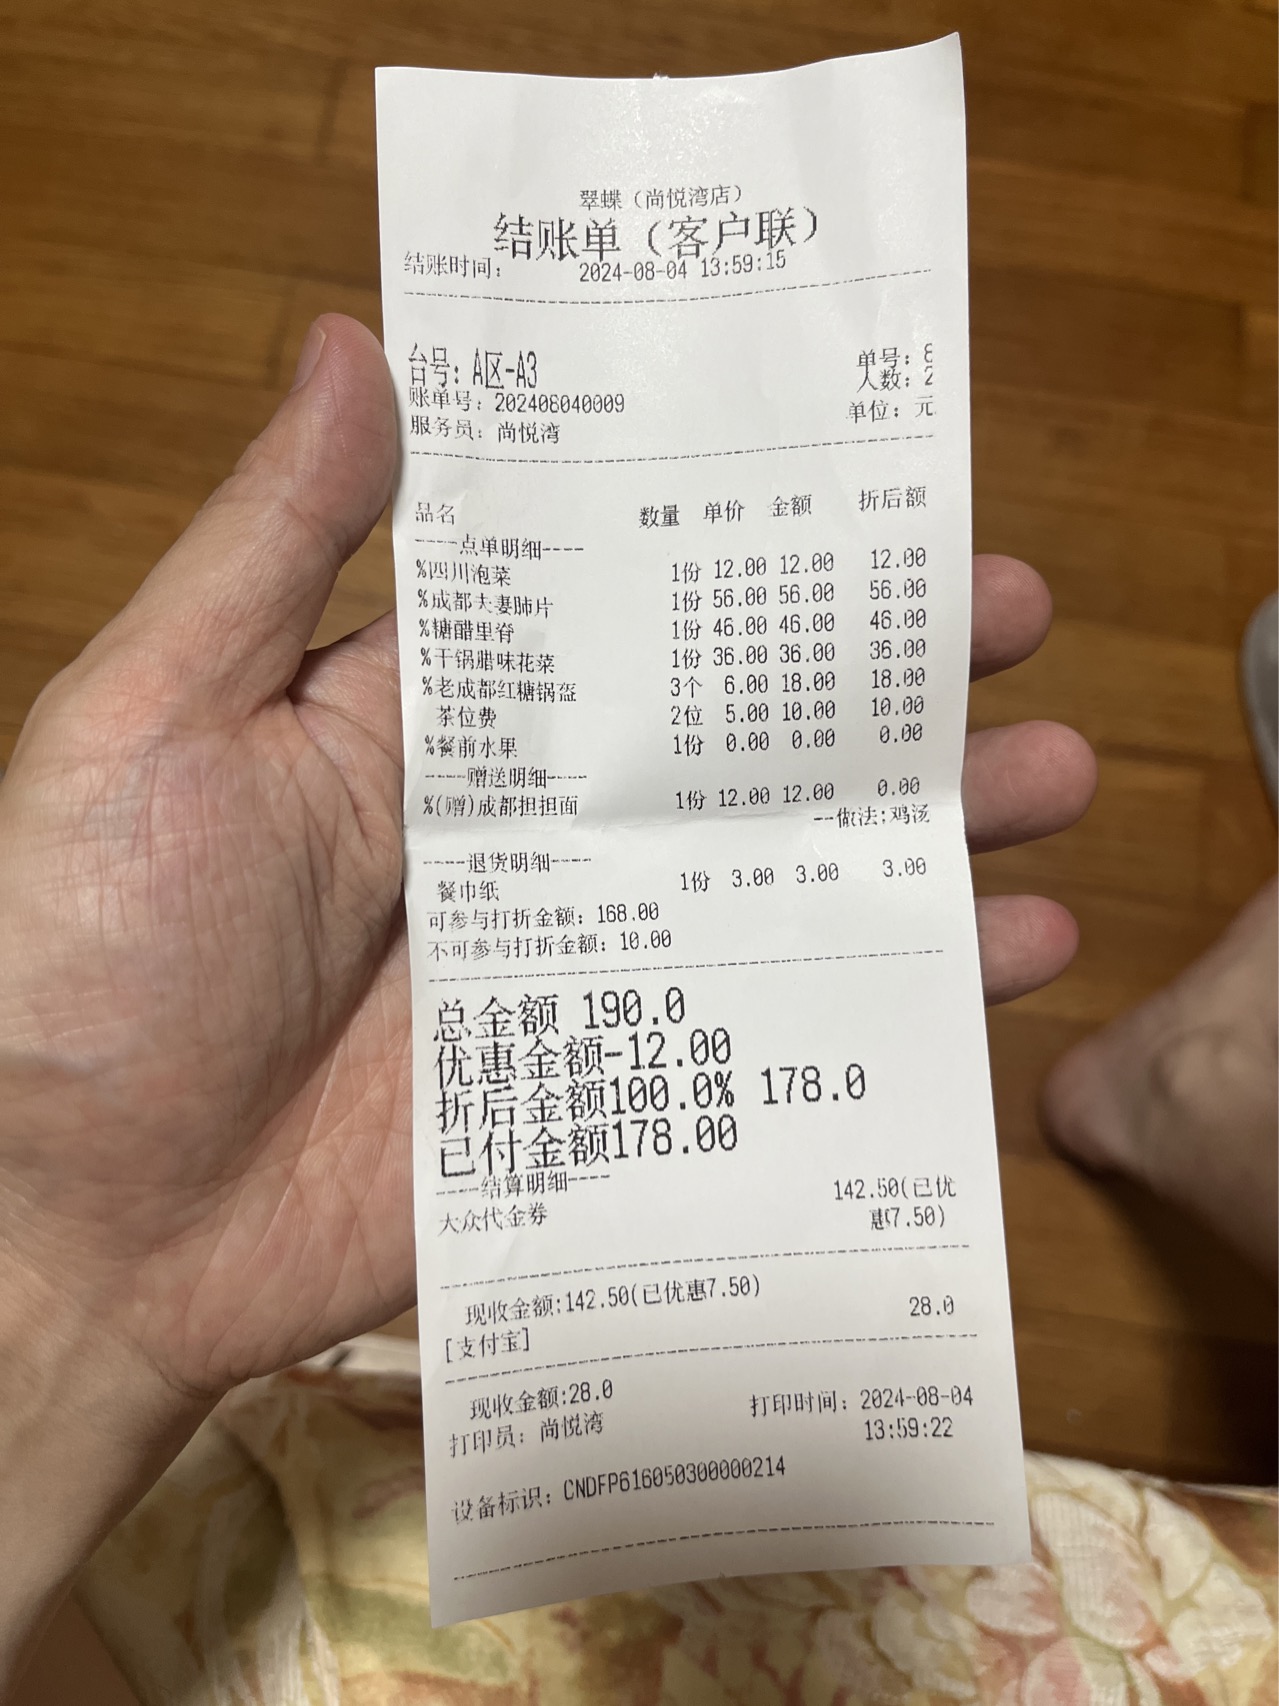 翠蝶（尚悦湾店）
结账单（客户联）
结账时间： 2024-08-04 13:59:15
台号：A区-A3 单号：8
人数：2
账单号：202408040009 单位：元
服务员：尚悦湾
品名 数量 单价 金额 折后额
----点单明细----
%四川泡菜 1份 12.00 12.00 12.00
%成都夫妻肺片 1份 56.00 56.00 56.00
%糖醋里脊 1份 46.00 46.00 46.00
%干锅腊味花菜 1份 36.00 36.00 36.00
%老成都红糖锅盔 3个 6.00 18.00 18.00
茶位费 2位 5.00 10.00 10.00
%餐前水果 1份 0.00 0.00 0.00
----赠送明细----
%(赠)成都担担面 1份 12.00 12.00 0.00
--做法;鸡汤
----退货明细----
餐巾纸 1份 3.00 3.00 3.00
可参与打折金额：168.00
不可参与打折金额：10.00
总金额 190.0
优惠金额-12.00
折后金额100.0% 178.0
已付金额178.00
----结算明细----
大众代金券 142.50(已优
惠7.50)
现收金额:142.50(已优惠7.50)
[支付宝] 28.0
现收金额:28.0
打印员：尚悦湾 打印时间：2024-08-04
13:59:22
设备标识：CNDFP616050300000214